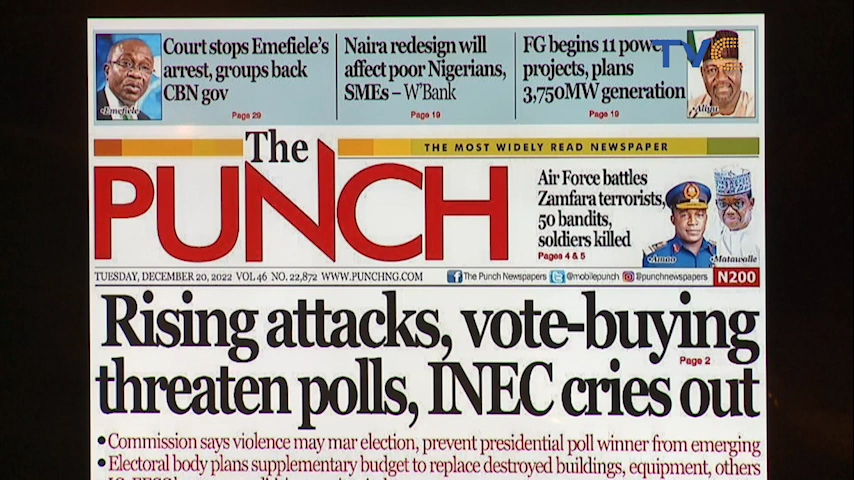 Court stops Emefiele's
arrest, groups back
CBN gov
Page 29
•Emefiele
Naira redesign will
affect poor Nigerians,
SMEs – W'Bank
Page 19
FG begins 11 power
projects, plans
3,750MW generation
Page 19
•Aliyu
TVC
The
PUNCH
THE MOST WIDELY READ NEWSPAPER
Air Force battles
Zamfara terrorists,
50 bandits,
soldiers killed
Pages 4 & 5
•Amao
•Matawalle
TUESDAY, DECEMBER 20, 2022 VOL 46 NO. 22,872 WWW.PUNCHNG.COM
The Punch Newspapers @mobilepunch @punchnewspapers
N200
Rising attacks, vote-buying
threaten polls, INEC cries out
Page 2
•Commission says violence may mar election, prevent presidential poll winner from emerging
•Electoral body plans supplementary budget to replace destroyed buildings, equipment, others